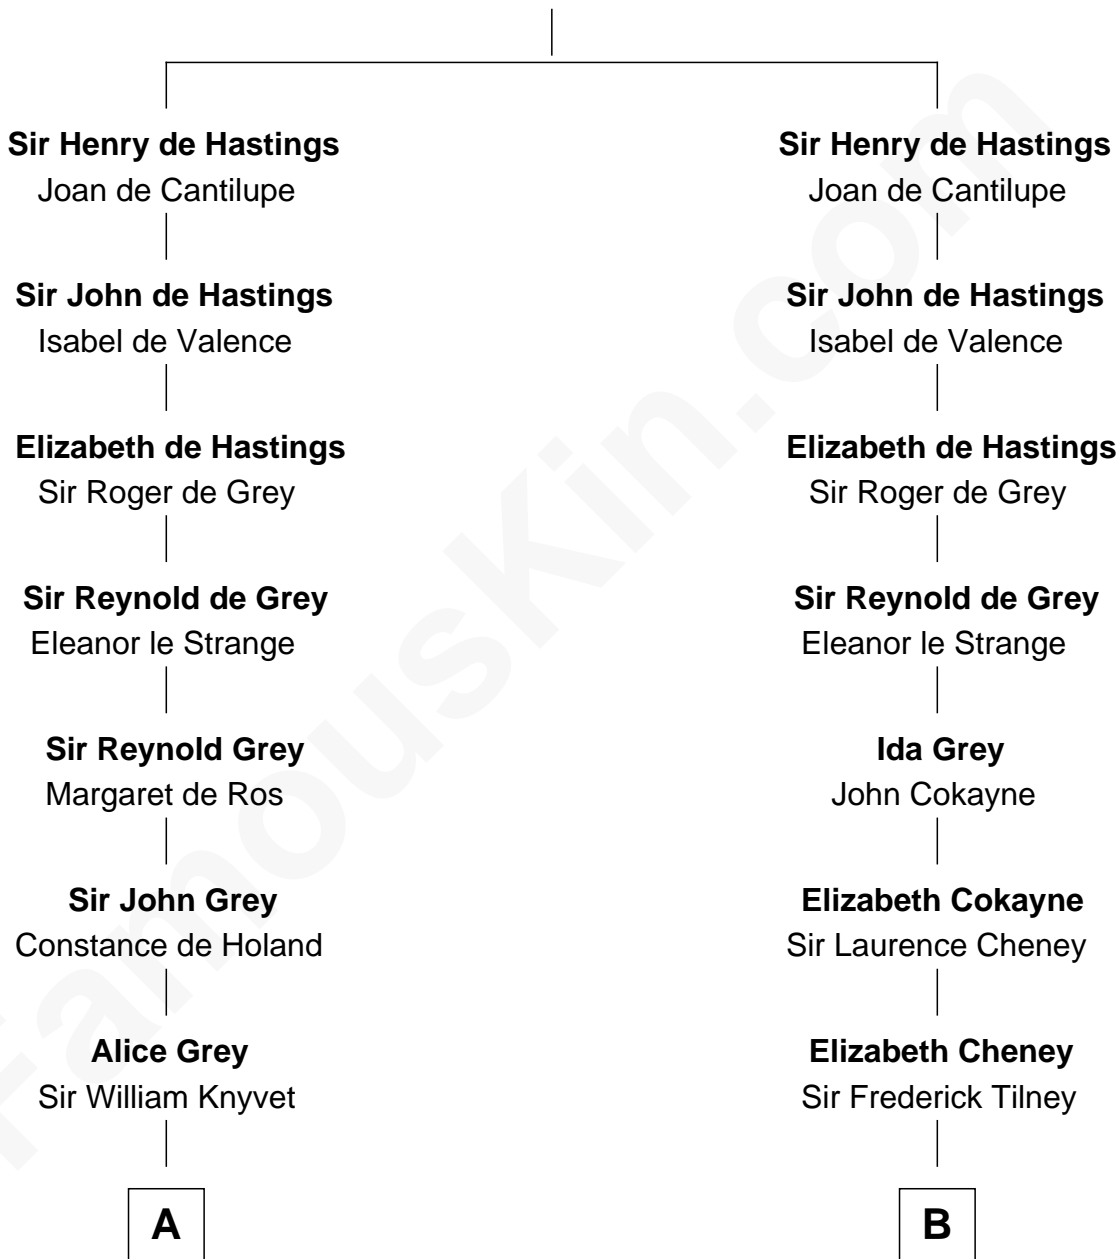 Sir Henry de Hastings
Joan de Cantilupe
Sir John de Hastings
Isabel de Valence
Elizabeth de Hastings
Sir Roger de Grey
Sir Reynold de Grey
Eleanor le Strange
Sir Reynold Grey
Margaret de Ros
Sir John Grey
Constance de Holand
Alice Grey
Sir William Knyvet
A
Sir Henry de Hastings
Joan de Cantilupe
Sir John de Hastings
Isabel de Valence
Elizabeth de Hastings
Sir Roger de Grey
Sir Reynold de Grey
Eleanor le Strange
Ida Grey
John Cokayne
Elizabeth Cokayne
Sir Laurence Cheney
Elizabeth Cheney
Sir Frederick Tilney
B
FamousKin.com